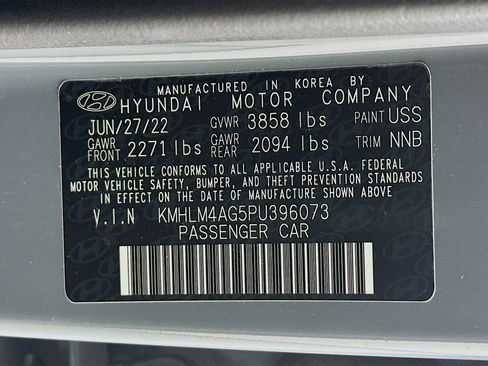 MANUFACTURED IN KOREA BY
HYUNDAI MOTOR COMPANY
JUN/27/22 GVWR 3858 lbs PAINT USS
GAWR FRONT 2271 lbs GAWR REAR 2094 lbs TRIM NNB
THIS VEHICLE CONFORMS TO ALL APPLICABLE U.S.A. FEDERAL
MOTOR VEHICLE SAFETY, BUMPER, AND THEFT PREVENTION STANDARDS
IN EFFECT ON THE DATE OF MANUFACTURE SHOWN ABOVE.
V.I.N KMHLM4AG5PU396073
PASSENGER CAR